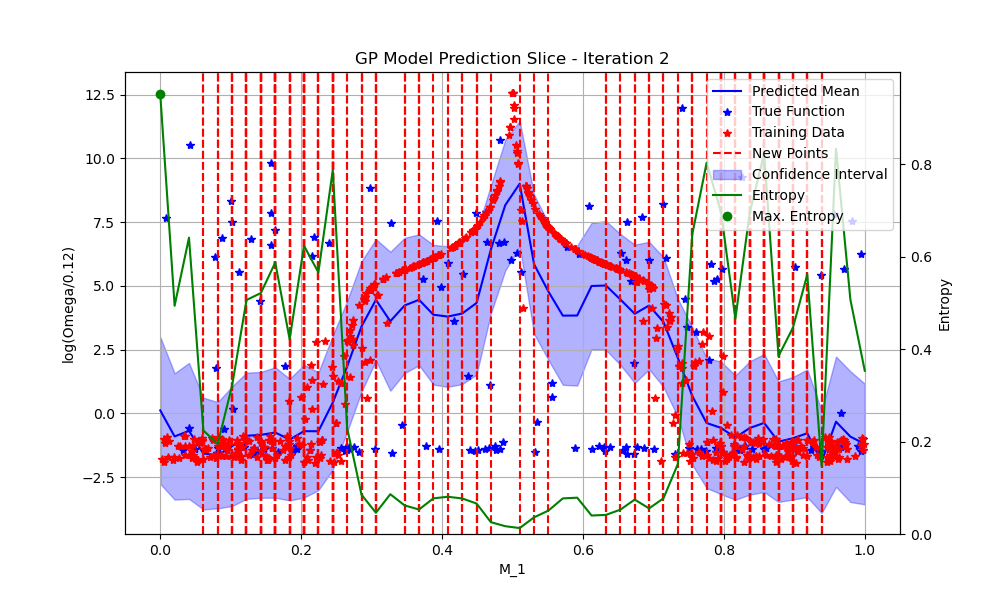 GP Model Prediction Slice - Iteration 2
log(Omega/0.12)
12.5
10.0
7.5
5.0
2.5
0.0
−2.5
0.0
0.2
0.4
0.6
0.8
1.0
M_1
0.8
0.6
0.4
0.2
0.0
Entropy
Predicted Mean
True Function
Training Data
New Points
Confidence Interval
Entropy
Max. Entropy